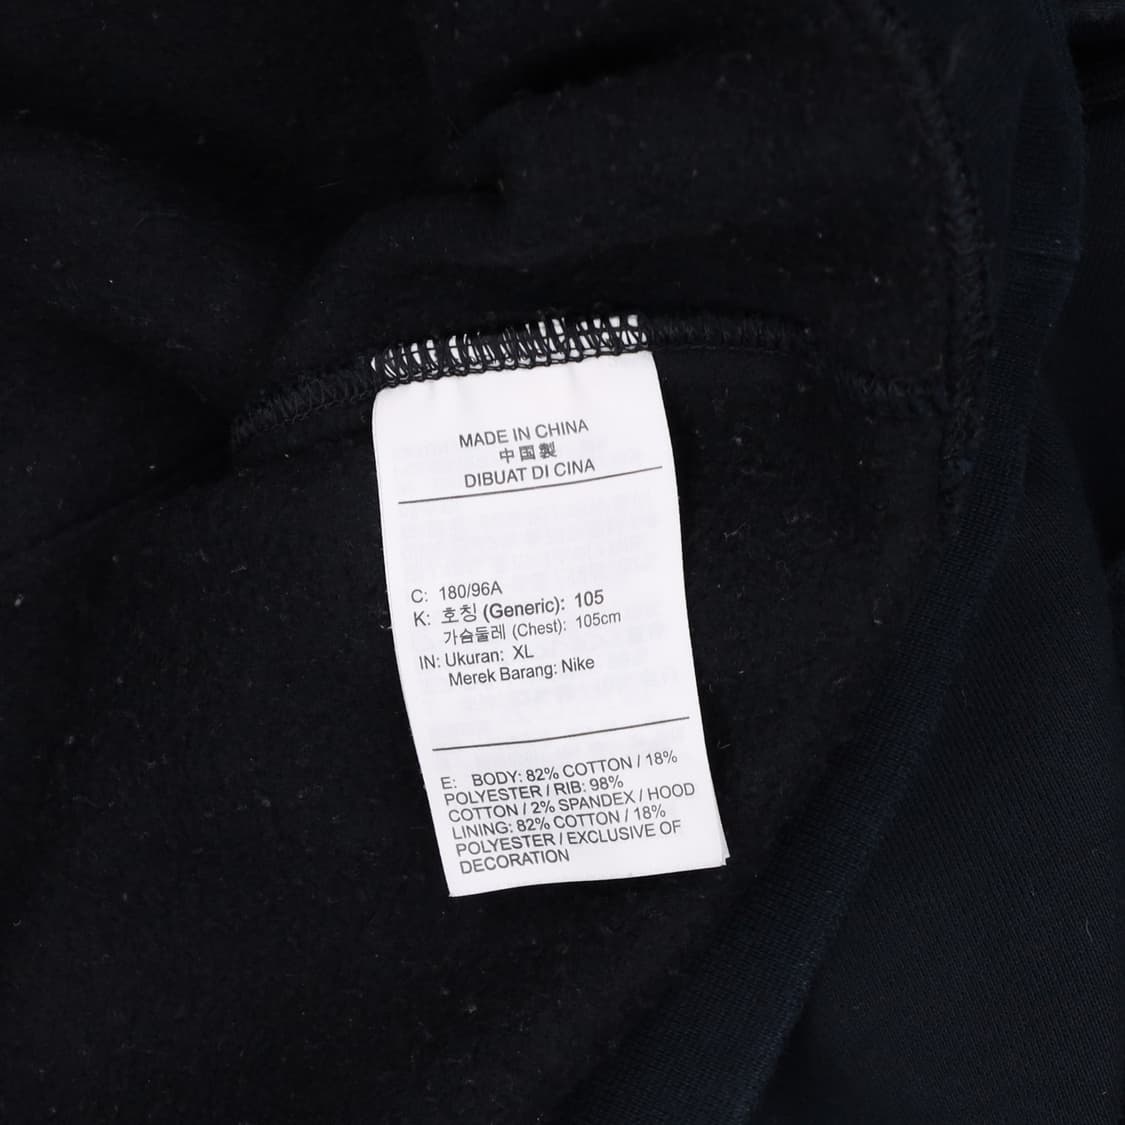 MADE IN CHINA
中国製
DIBUAT DI CINA
C: 180/96A
K: 호칭 (Generic): 105
가슴둘레 (Chest): 105cm
IN: Ukuran: XL
Merek Barang: Nike
E: BODY: 82% COTTON / 18%
POLYESTER / RIB: 98%
COTTON / 2% SPANDEX / HOOD
LINING: 82% COTTON / 18%
POLYESTER / EXCLUSIVE OF
DECORATION